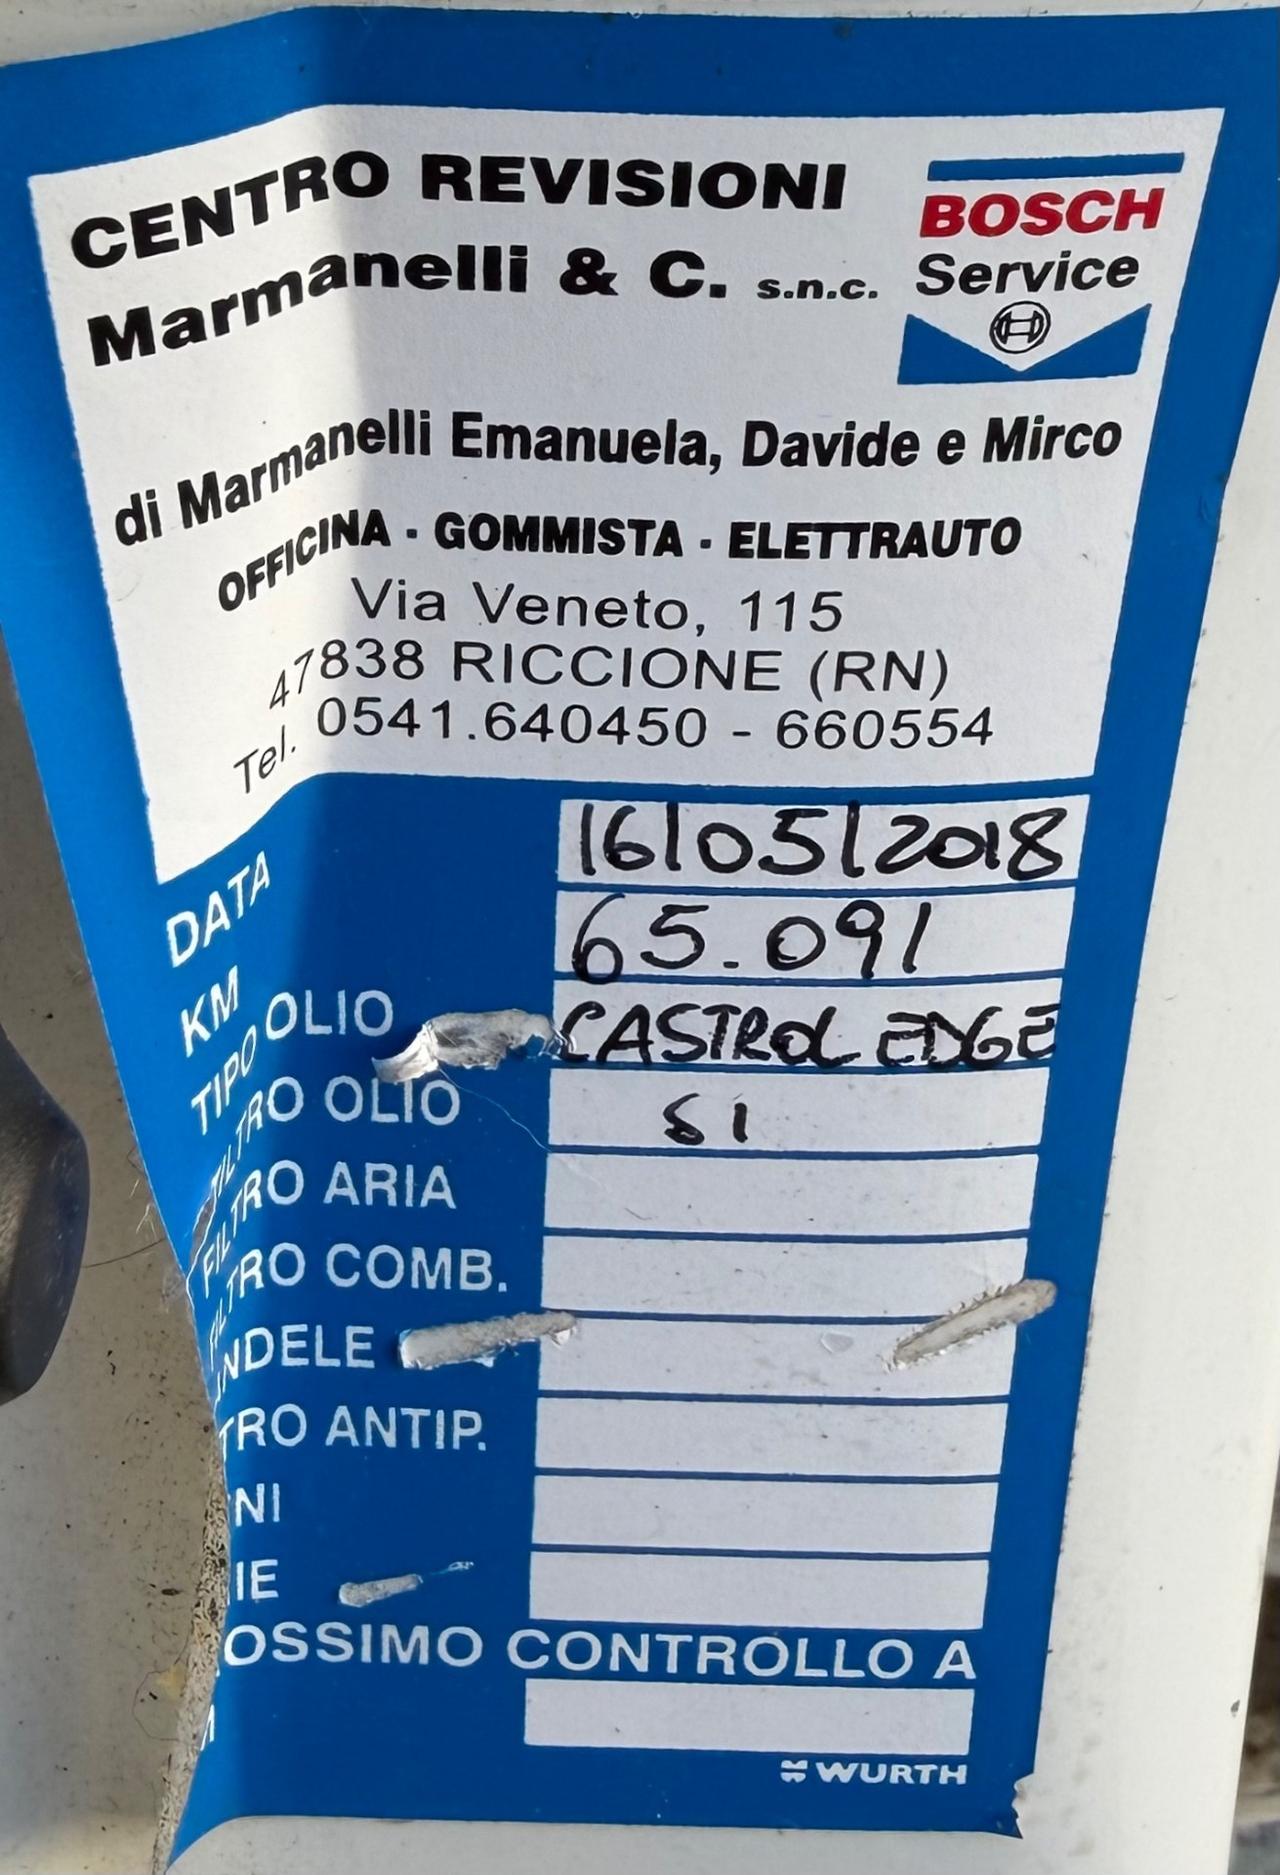 CENTRO REVISIONI
Marmanelli & C. s.n.c.
BOSCH
Service
di Marmanelli Emanuela, Davide e Mirco
OFFICINA - GOMMISTA - ELETTRAUTO
Via Veneto, 115
47838 RICCIONE (RN)
Tel. 0541.640450 - 660554
DATA 16/05/2018
KM 65.091
TIPO OLIO CASTROL EDGE
FILTRO OLIO SI
FILTRO ARIA
FILTRO COMB.
NDELE
TRO ANTIP.
NI
IE
OSSIMO CONTROLLO A
WURTH